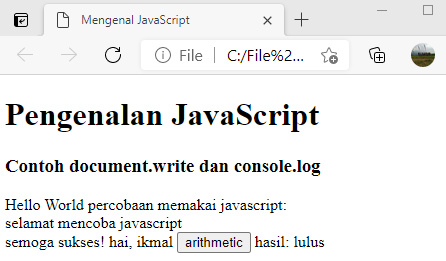 Mengenal JavaScript
File | C:/File%2...
Pengenalan JavaScript
Contoh document.write dan console.log
Hello World percobaan memakai javascript:
selamat mencoba javascript
semoga sukses! hai, ikmal arithmetic hasil: lulus